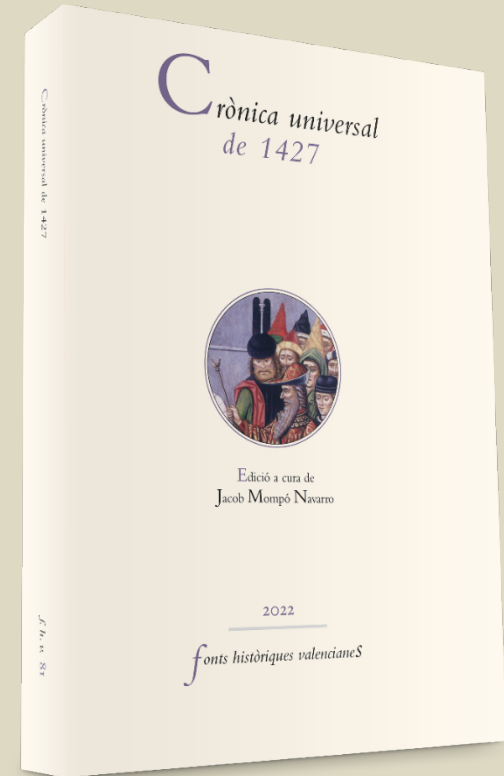 Crònica universal de 1427
f. h. v. 81
Crònica universal
de 1427
Edició a cura de
Jacob Mompó Navarro
2022
fonts històriques valencianeS